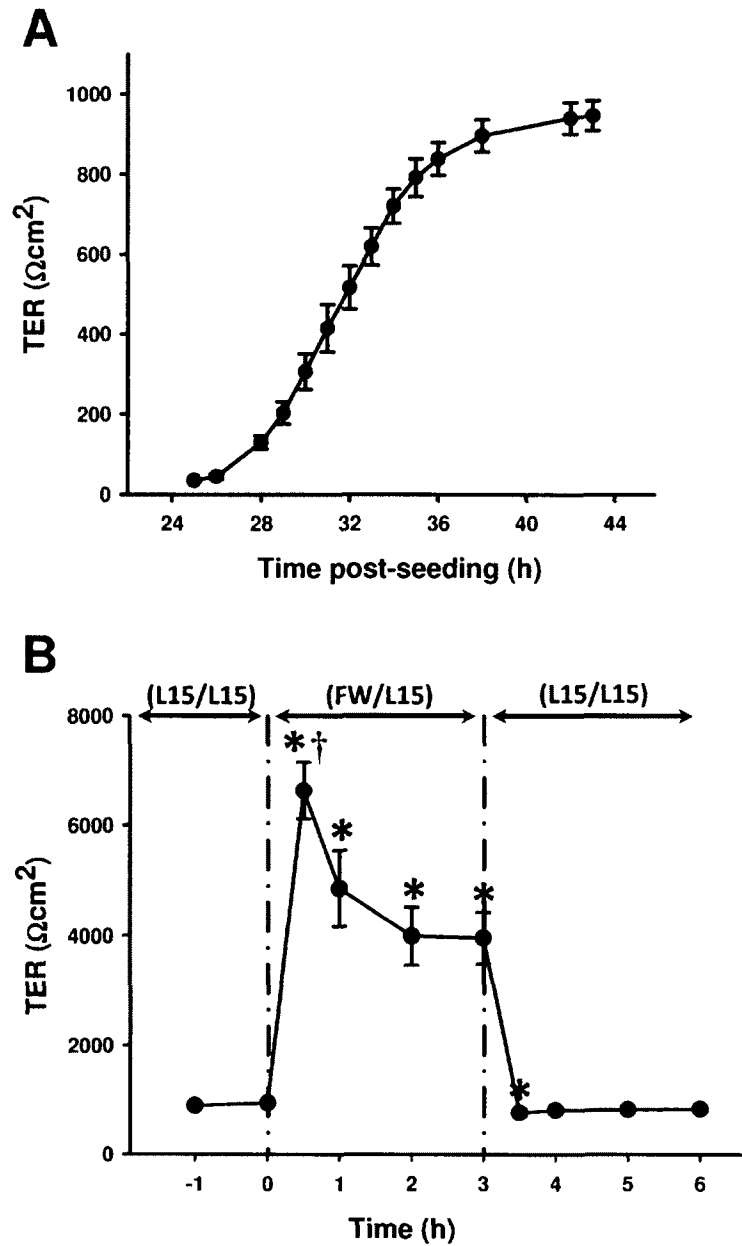 A
1000
800
600
400
200
0
TER (Ωcm2)
24 28 32 36 40 44
Time post-seeding (h)
B
(L15/L15) (FW/L15) (L15/L15)
8000
* †
*
6000
* *
4000
2000
*
0
TER (Ωcm2)
-1 0 1 2 3 4 5 6
Time (h)